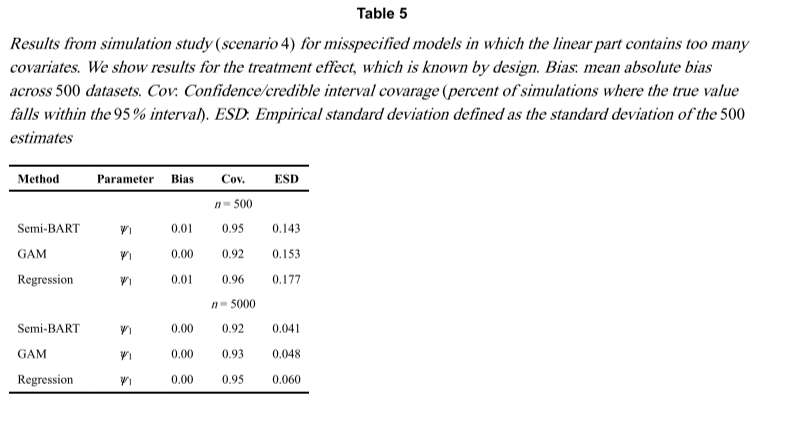 Table 5
Results from simulation study (scenario 4) for misspecified models in which the linear part contains too many
covariates. We show results for the treatment effect, which is known by design. Bias: mean absolute bias
across 500 datasets. Cov: Confidence/credible interval covarage (percent of simulations where the true value
falls within the 95% interval). ESD: Empirical standard deviation defined as the standard deviation of the 500
estimates
Method Parameter Bias Cov. ESD
n = 500
Semi-BART ψ1 0.01 0.95 0.143
GAM ψ1 0.00 0.92 0.153
Regression ψ1 0.01 0.96 0.177
n = 5000
Semi-BART ψ1 0.00 0.92 0.041
GAM ψ1 0.00 0.93 0.048
Regression ψ1 0.00 0.95 0.060